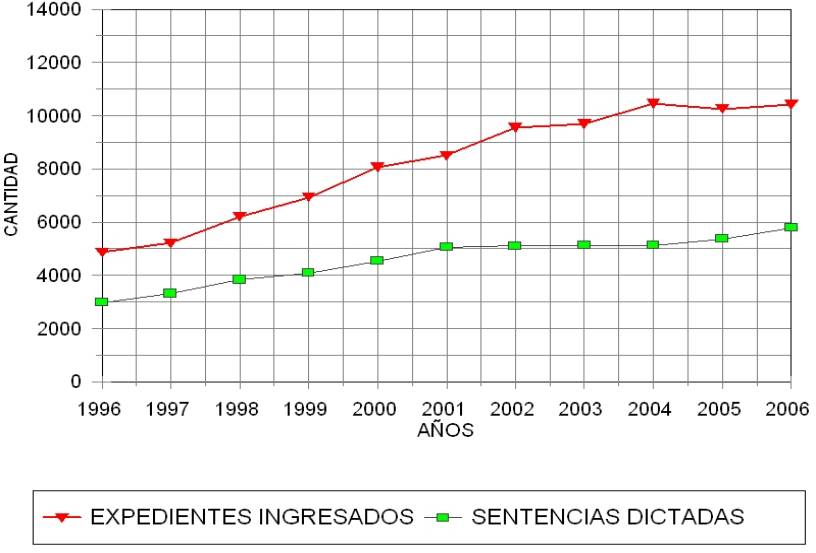 14000
12000
10000
8000
6000
4000
2000
0
CANTIDAD
1996 1997 1998 1999 2000 2001 2002 2003 2004 2005 2006
AÑOS
EXPEDIENTES INGRESADOS SENTENCIAS DICTADAS